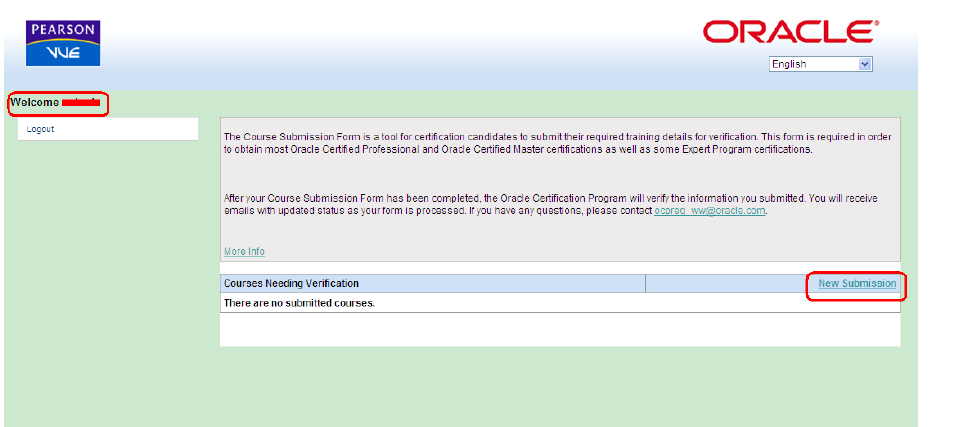 PEARSON
VUE
ORACLE
English
Welcome
Logout
The Course Submission Form is a tool for certification candidates to submit their required training details for verification. This form is required in order
to obtain most Oracle Certified Professional and Oracle Certified Master certifications as well as some Expert Program certifications.
After your Course Submission Form has been completed, the Oracle Certification Program will verify the information you submitted. You will receive
emails with updated status as your form is processed. If you have any questions, please contact ocpreq_ww@oracle.com.
More Info
Courses Needing Verification
New Submission
There are no submitted courses.